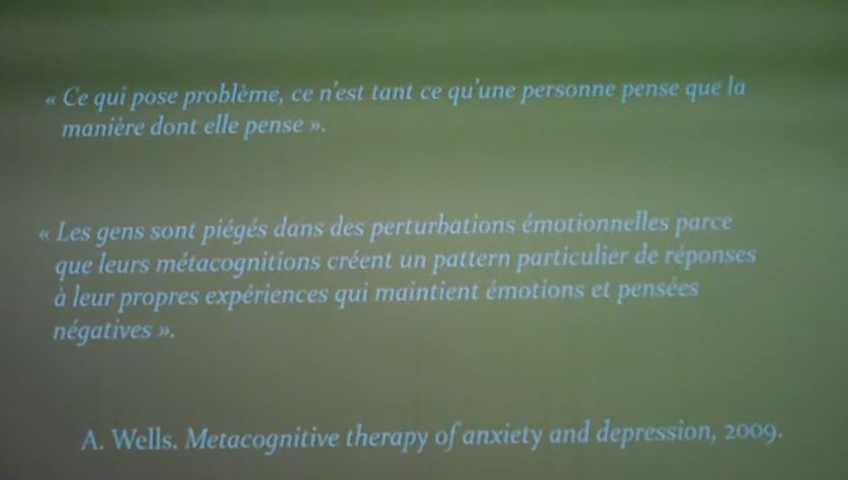 « Ce qui pose problème, ce n'est tant ce qu'une personne pense que la
manière dont elle pense ».
« Les gens sont piégés dans des perturbations émotionnelles parce
que leurs métacognitions créent un pattern particulier de réponses
à leur propres expériences qui maintient émotions et pensées
négatives ».
A. Wells. Metacognitive therapy of anxiety and depression, 2009.